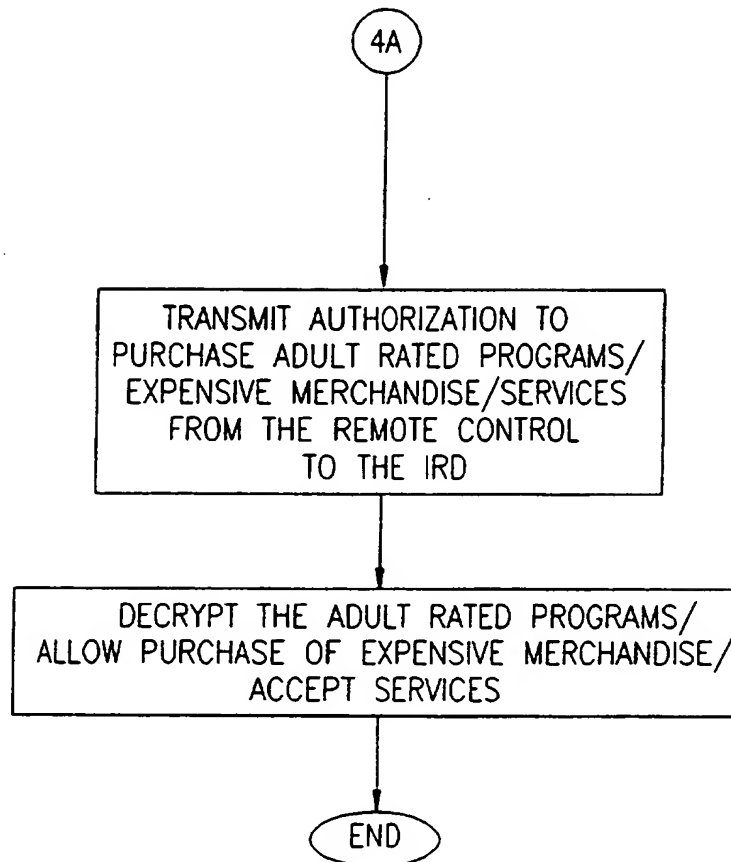 4A
TRANSMIT AUTHORIZATION TO
PURCHASE ADULT RATED PROGRAMS/
EXPENSIVE MERCHANDISE/SERVICES
FROM THE REMOTE CONTROL
TO THE IRD
DECRYPT THE ADULT RATED PROGRAMS/
ALLOW PURCHASE OF EXPENSIVE MERCHANDISE/
ACCEPT SERVICES
END